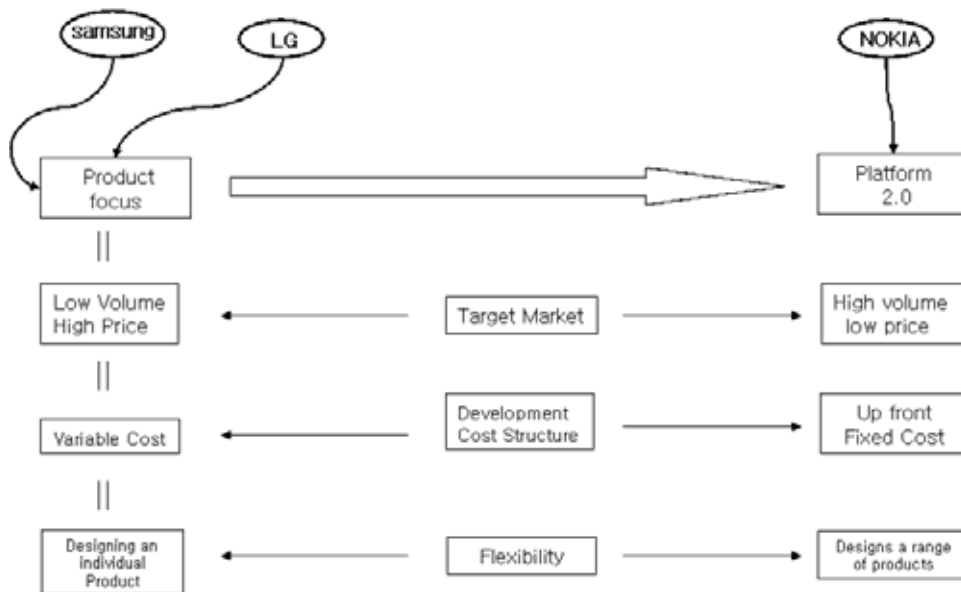 samsung
LG
NOKIA
Product
focus
Platform
2.0
Low Volume
High Price
Target Market
High volume
low price
Variable Cost
Development
Cost Structure
Up front
Fixed Cost
Designing an
individual
Product
Flexibility
Designs a range
of products